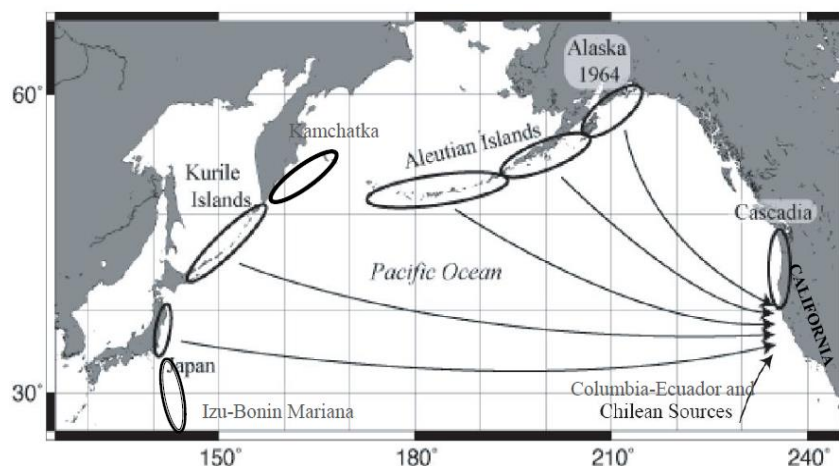 Alaska
1964
60°
Kamchatka
Aleutian Islands
Kurile
Islands
Cascadia
Pacific Ocean
CALIFORNIA
Japan
Columbia-Ecuador and
Chilean Sources
30°
Izu-Bonin Mariana
150°
180°
210°
240°